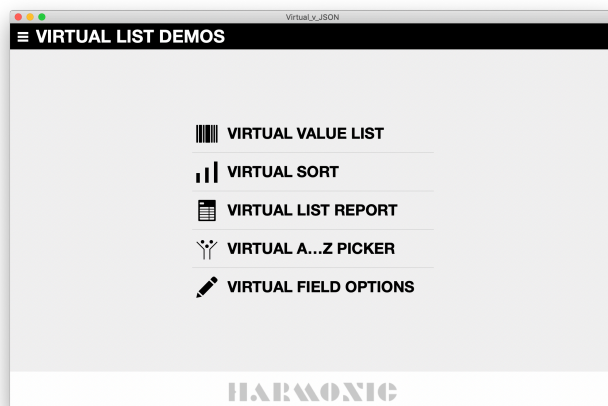 Virtual_v_JSON
VIRTUAL LIST DEMOS
VIRTUAL VALUE LIST
VIRTUAL SORT
VIRTUAL LIST REPORT
VIRTUAL A...Z PICKER
VIRTUAL FIELD OPTIONS
HARMONIC